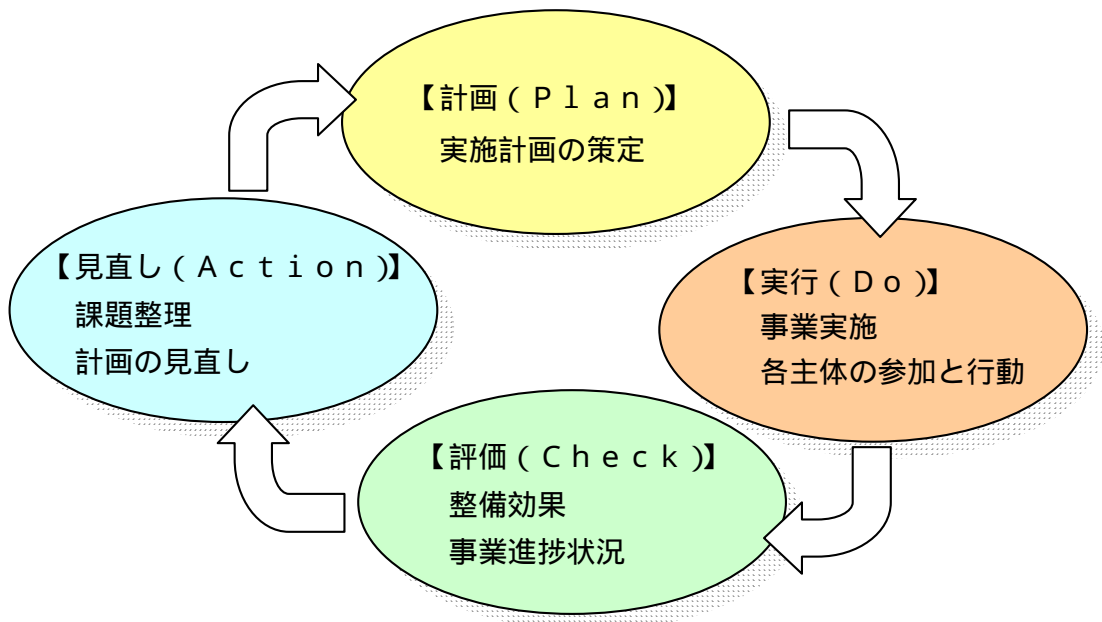 【計画（Ｐｌａｎ）】
実施計画の策定
【実行（Ｄｏ）】
事業実施
各主体の参加と行動
【評価（Ｃｈｅｃｋ）】
整備効果
事業進捗状況
【見直し（Ａｃｔｉｏｎ）】
課題整理
計画の見直し